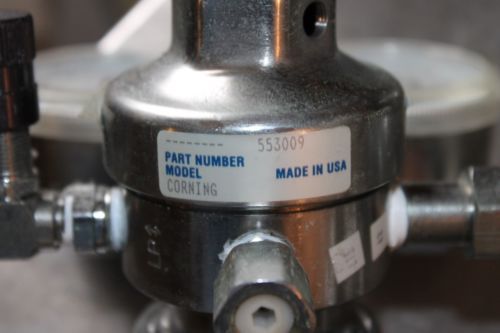 -------- 553009
PART NUMBER
MODEL MADE IN USA
CORNING